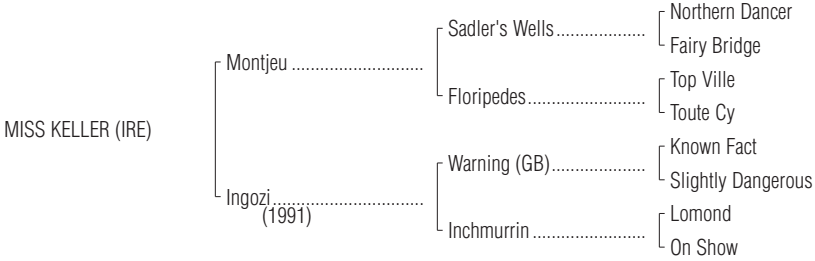 Northern Dancer
Sadler's Wells...................
Fairy Bridge
Montjeu ............................
Top Ville
Floripedes.........................
Toute Cy
MISS KELLER (IRE)
Known Fact
Warning (GB)....................
Slightly Dangerous
Ingozi................................
(1991)
Lomond
Inchmurrin ........................
On Show